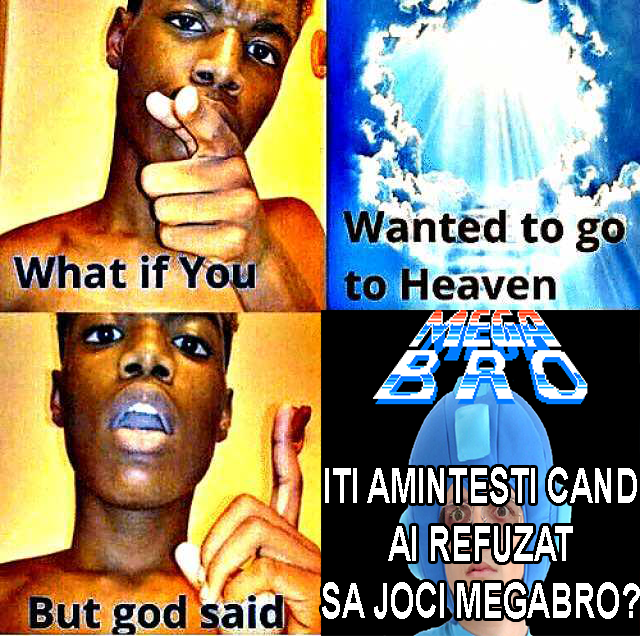 What if You
Wanted to go
to Heaven
But god said
MEGA
BRO
ITI AMINTESTI CAND
AI REFUZAT
SA JOCI MEGABRO?